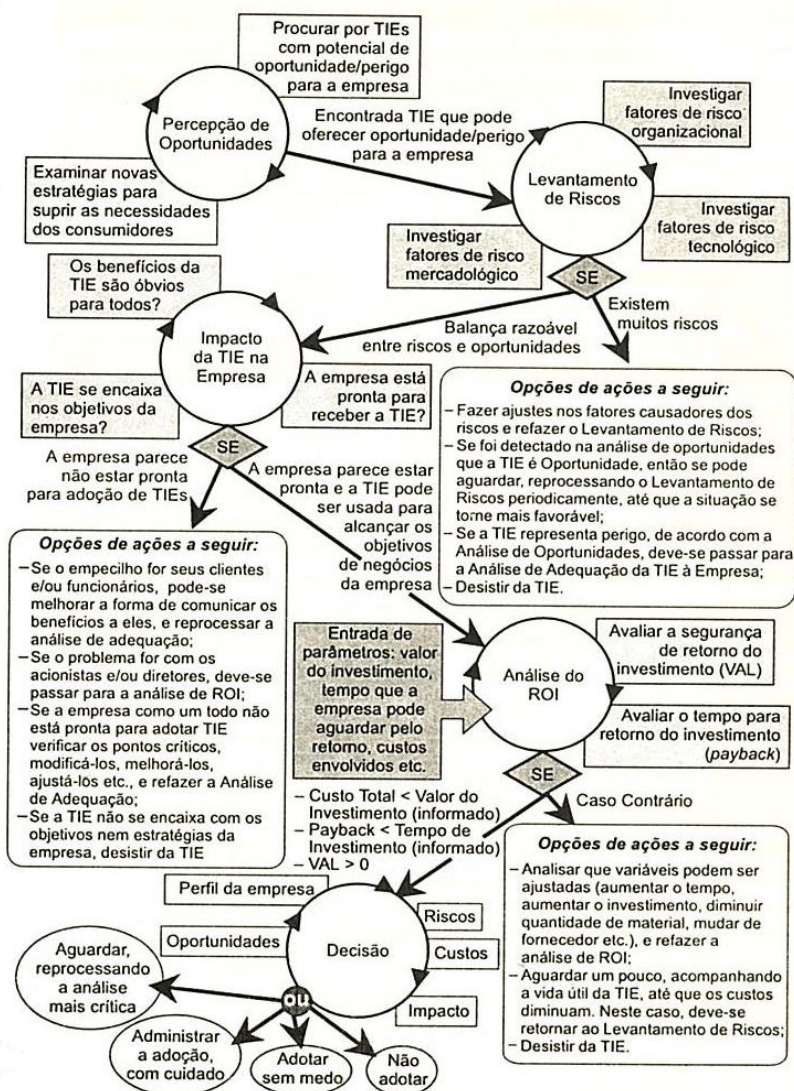 Procurar por TIEs
com potencial de
oportunidade/perigo
para a empresa
Percepção de
Oportunidades
Examinar novas
estratégias para
suprir as necessidades
dos consumidores
Encontrada TIE que pode
oferecer oportunidade/perigo
para a empresa
Investigar
fatores de risco
organizacional
Levantamento
de Riscos
Investigar
fatores de risco
tecnológico
Investigar
fatores de risco
mercadológico
SE
Existem
muitos riscos
Balança razoável
entre riscos e oportunidades
Os benefícios da
TIE são óbvios
para todos?
Impacto
da TIE na
Empresa
A TIE se encaixa
nos objetivos da
empresa?
A empresa está
pronta para
receber a TIE?
SE
A empresa parece
não estar pronta
para adoção de TIEs
A empresa parece estar
pronta e a TIE pode
ser usada para
alcançar os
objetivos
de negócios
da empresa
Opções de ações a seguir:
– Fazer ajustes nos fatores causadores dos
riscos e refazer o Levantamento de Riscos;
– Se foi detectado na análise de oportunidades
que a TIE é Oportunidade, então se pode
aguardar, reprocessando o Levantamento de
Riscos periodicamente, até que a situação se
torne mais favorável;
– Se a TIE representa perigo, de acordo com a
Análise de Oportunidades, deve-se passar para
a Análise de Adequação da TIE à Empresa;
– Desistir da TIE.
Opções de ações a seguir:
– Se o empecilho for seus clientes
e/ou funcionários, pode-se
melhorar a forma de comunicar os
benefícios a eles, e reprocessar a
análise de adequação;
– Se o problema for com os
acionistas e/ou diretores, deve-se
passar para a análise de ROI;
– Se a empresa como um todo não
está pronta para adotar TIE
verificar os pontos críticos,
modificá-los, melhorá-los,
ajustá-los etc., e refazer a Análise
de Adequação;
– Se a TIE não se encaixa com os
objetivos nem estratégias da
empresa, desistir da TIE
Entrada de
parâmetros: valor
do investimento,
tempo que a
empresa pode
aguardar pelo
retorno, custos
envolvidos etc.
Análise do
ROI
Avaliar a segurança
de retorno do
investimento (VAL)
Avaliar o tempo para
retorno do investimento
(payback)
SE
– Custo Total < Valor do
Investimento (informado)
– Payback < Tempo de
Investimento (informado)
– VAL > 0
Caso Contrário
Opções de ações a seguir:
– Analisar que variáveis podem ser
ajustadas (aumentar o tempo,
aumentar o investimento, diminuir
quantidade de material, mudar de
fornecedor etc.), e refazer a
análise de ROI;
– Aguardar um pouco, acompanhando
a vida útil da TIE, até que os custos
diminuam. Neste caso, deve-se
retornar ao Levantamento de Riscos;
– Desistir da TIE.
Perfil da empresa
Oportunidades
Decisão
Riscos
Custos
Impacto
ou
Aguardar,
reprocessando
a análise
mais crítica
Administrar
a adoção,
com cuidado
Adotar
sem medo
Não
adotar